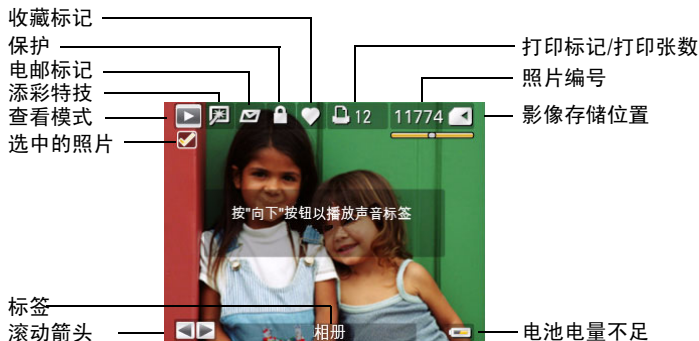 收藏标记
保护
电邮标记
添彩特技
查看模式
选中的照片
打印标记/打印张数
照片编号
影像存储位置
12
11774
按"向下"按钮以播放声音标签
标签
滚动箭头
相册
电池电量不足